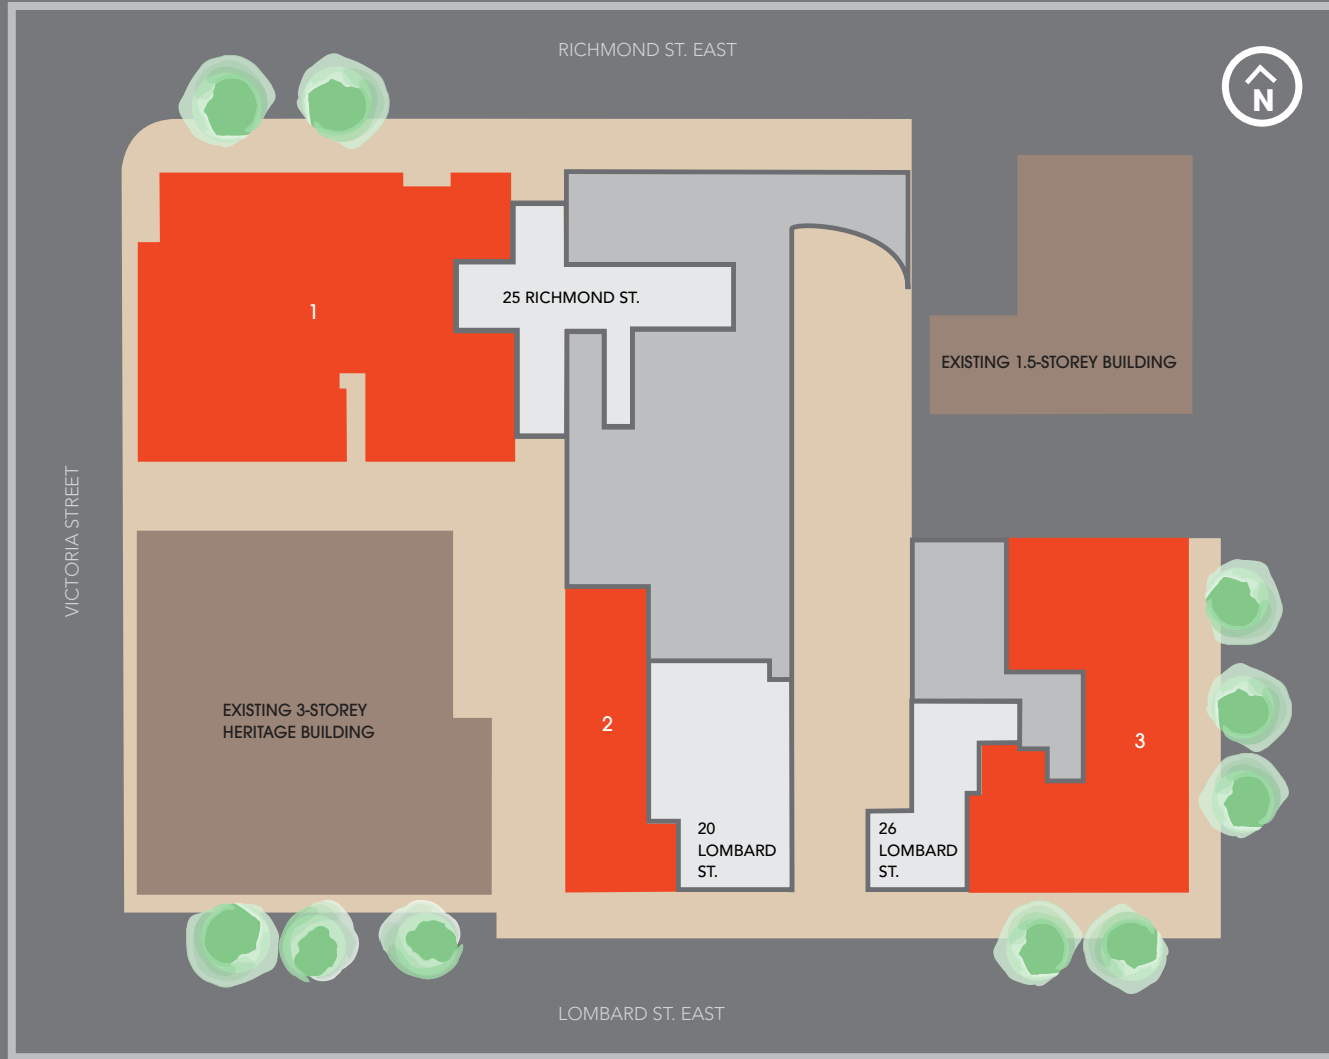 RICHMOND ST. EAST
N
25 RICHMOND ST.
1
EXISTING 1.5-STOREY BUILDING
VICTORIA STREET
EXISTING 3-STOREY
HERITAGE BUILDING
2
3
20
LOMBARD
ST.
26
LOMBARD
ST.
LOMBARD ST. EAST